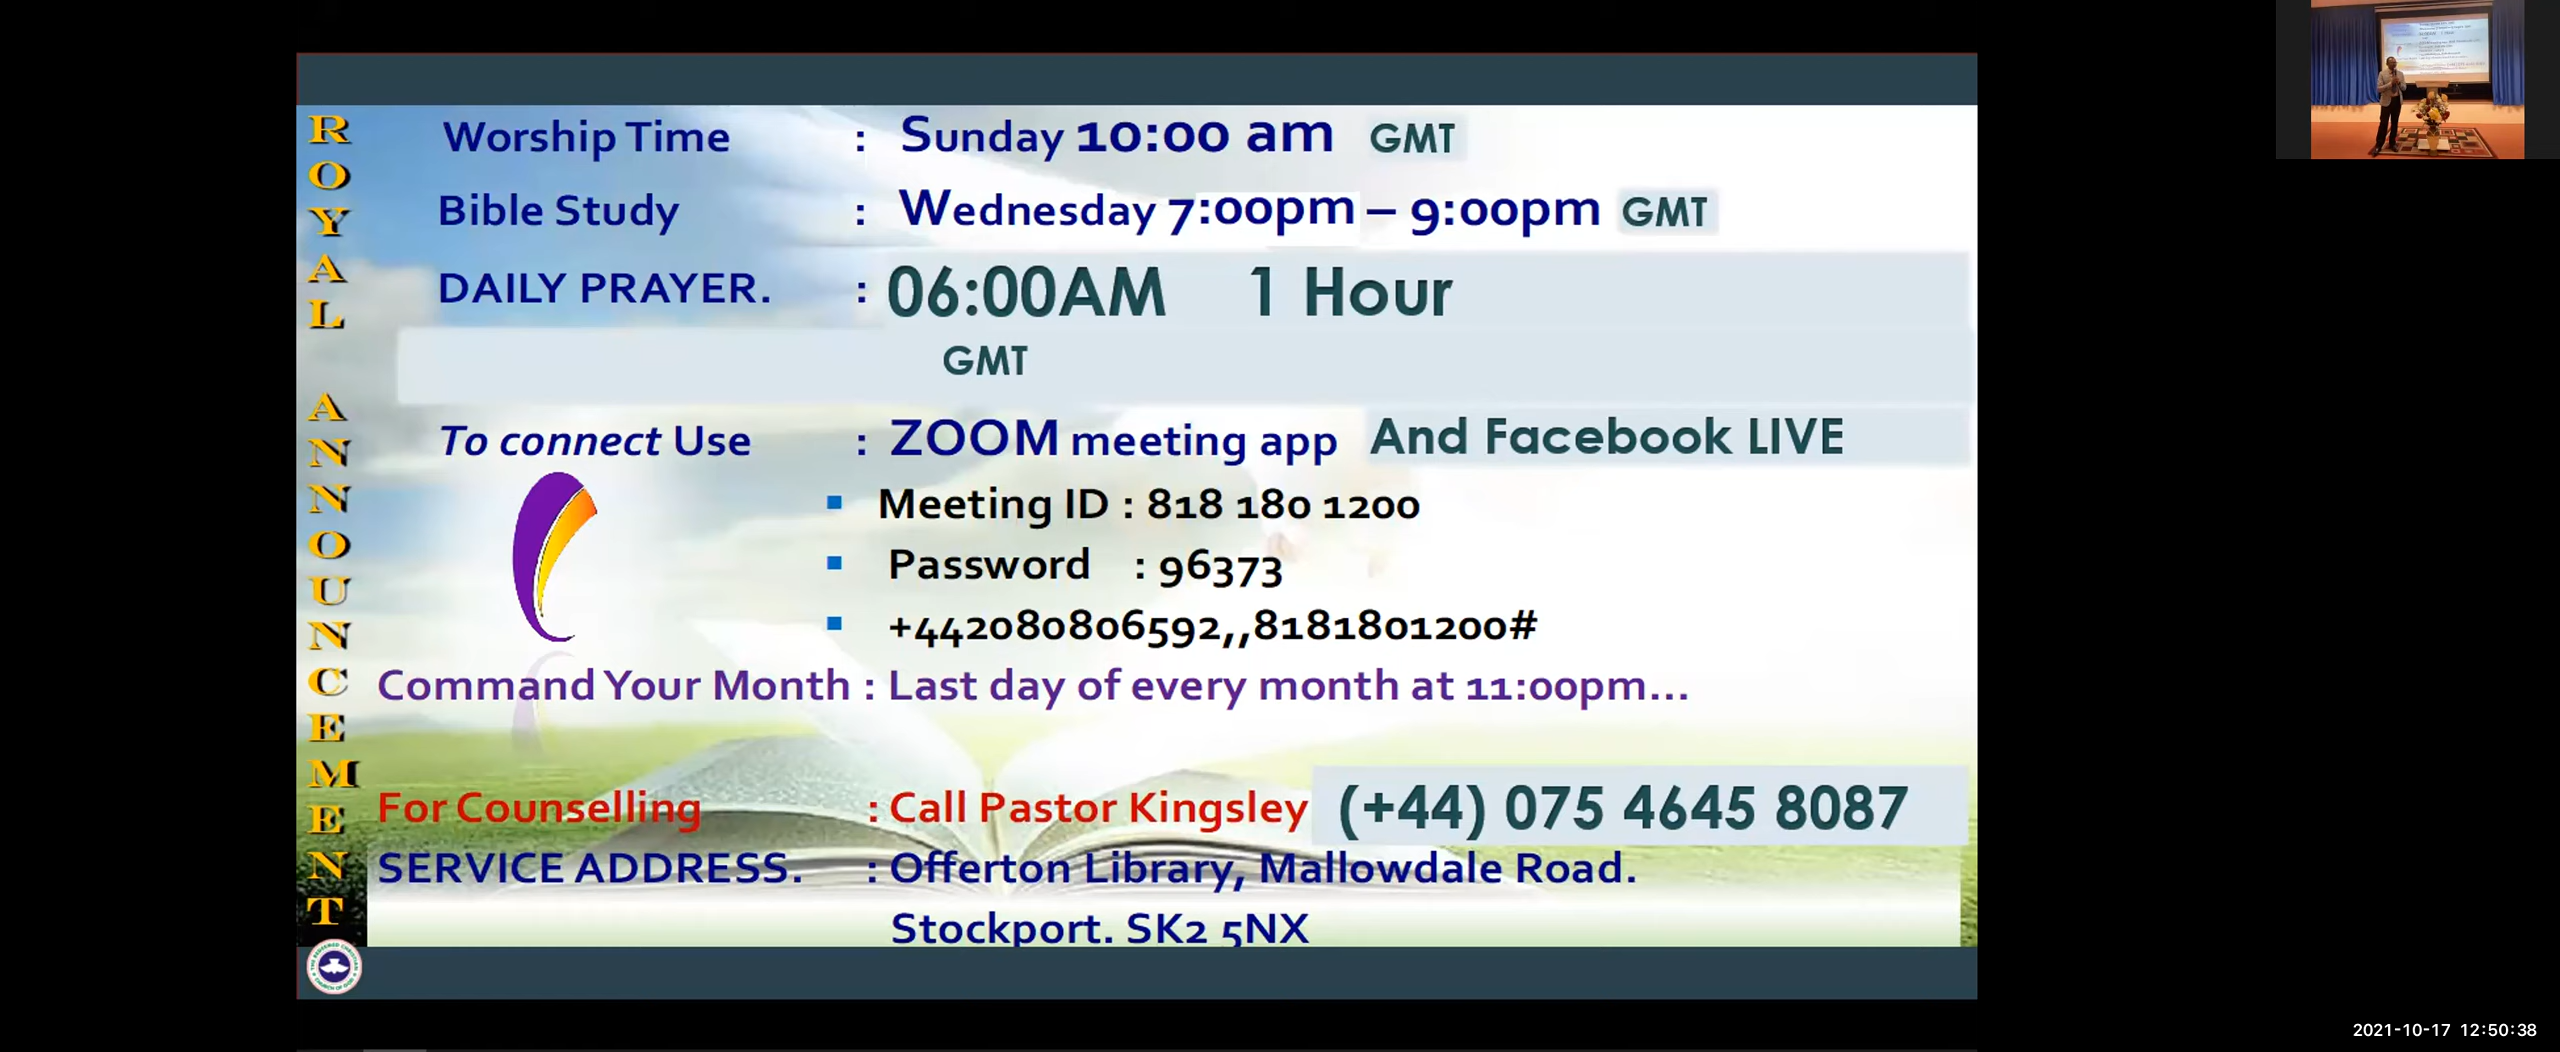 ROYAL ANNOUNCEMENT
Worship Time : Sunday 10:00 am GMT
Bible Study : Wednesday 7:00pm – 9:00pm GMT
DAILY PRAYER. : 06:00AM 1 Hour
GMT
To connect Use : ZOOM meeting app And Facebook LIVE
Meeting ID : 818 180 1200
Password : 96373
+442080806592,,8181801200#
Command Your Month : Last day of every month at 11:00pm...
For Counselling : Call Pastor Kingsley (+44) 075 4645 8087
SERVICE ADDRESS. : Offerton Library, Mallowdale Road.
Stockport. SK2 5NX
2021-10-17 12:50:38